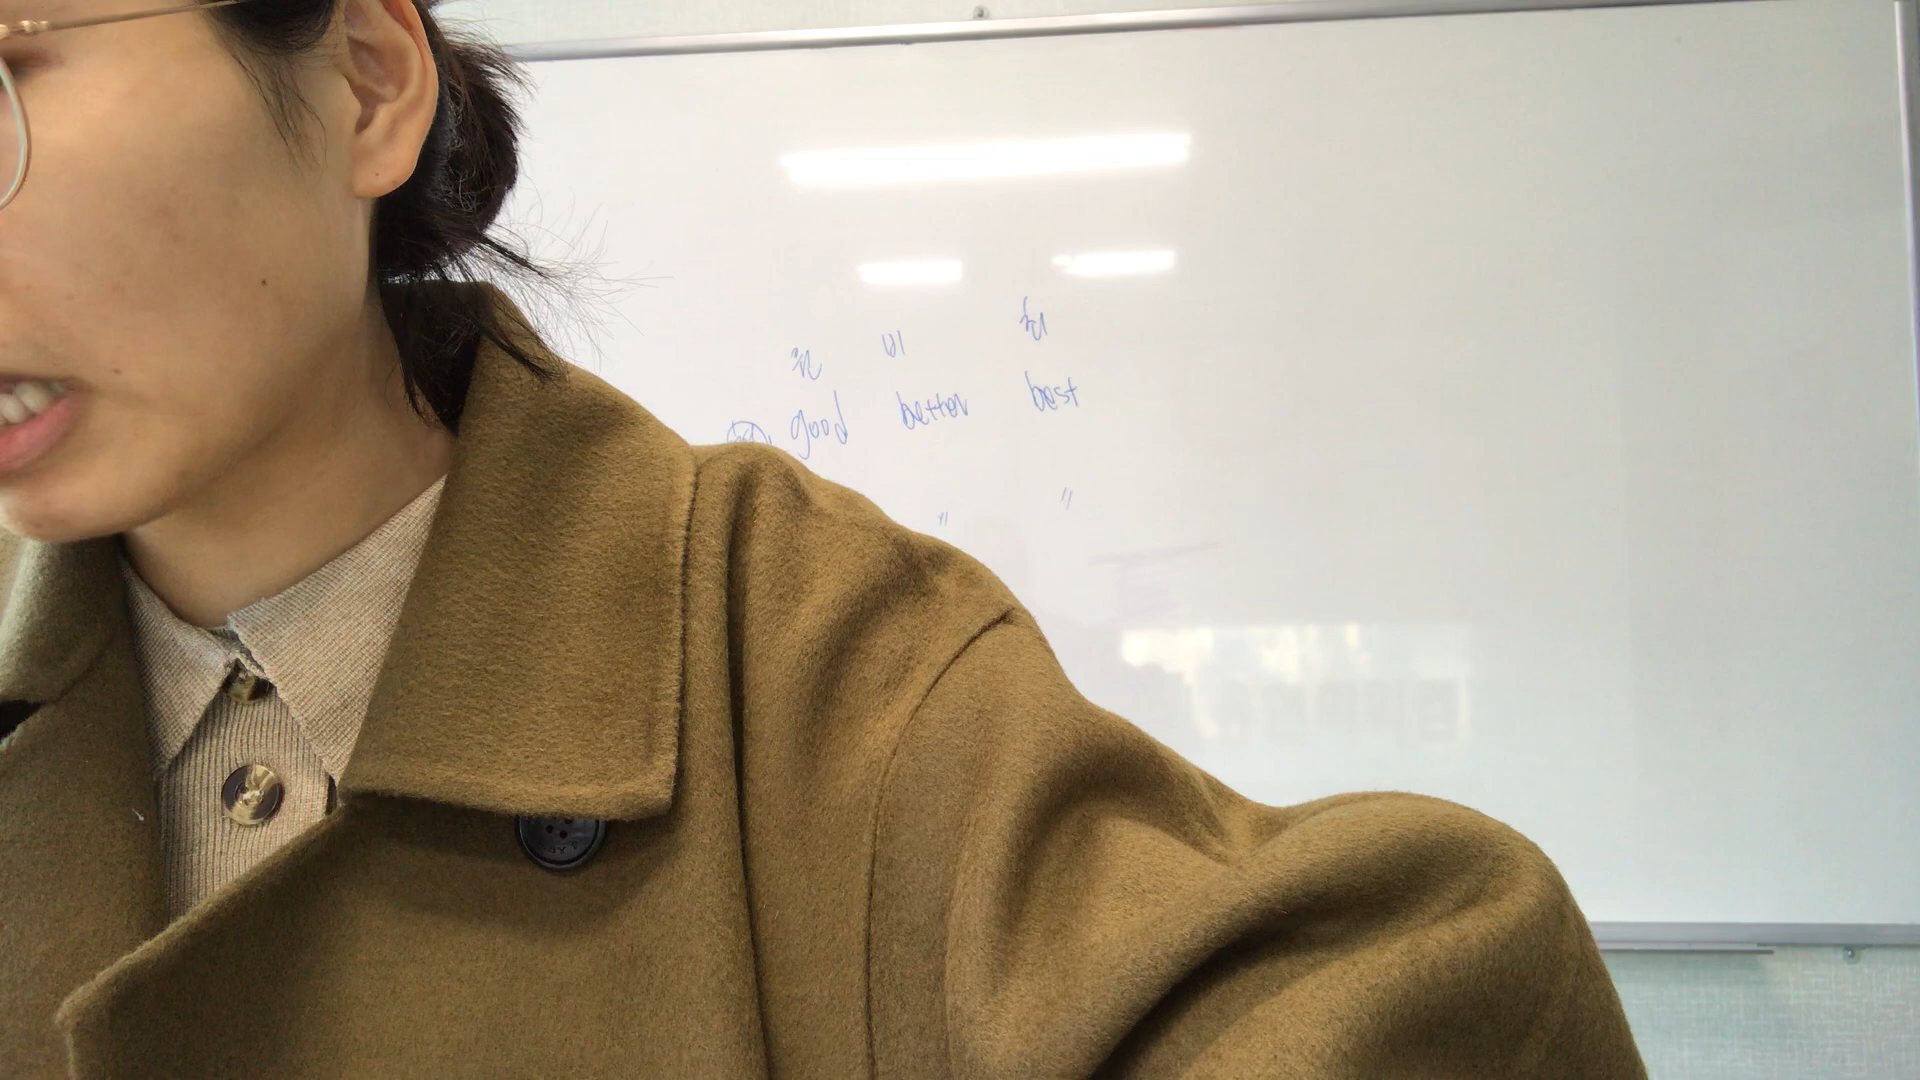 원 비 최
good better best
" "